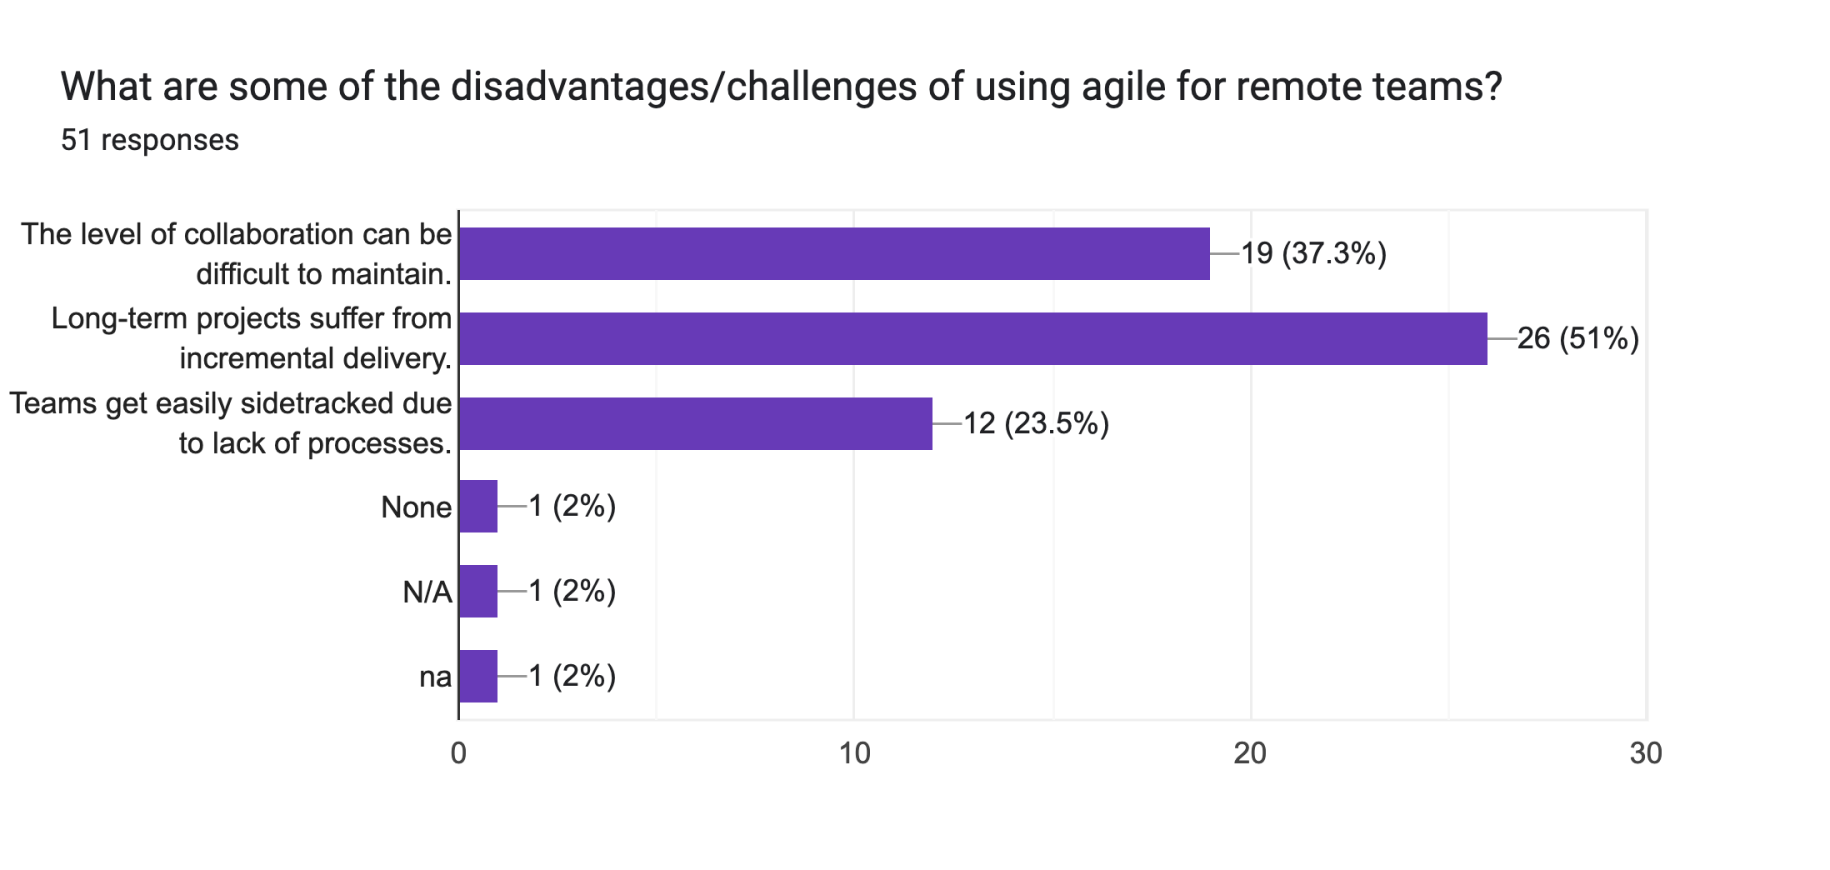 What are some of the disadvantages/challenges of using agile for remote teams?
51 responses
The level of collaboration can be
difficult to maintain.
19 (37.3%)
Long-term projects suffer from
incremental delivery.
26 (51%)
Teams get easily sidetracked due
to lack of processes.
12 (23.5%)
None
1 (2%)
N/A
1 (2%)
na
1 (2%)
0 10 20 30